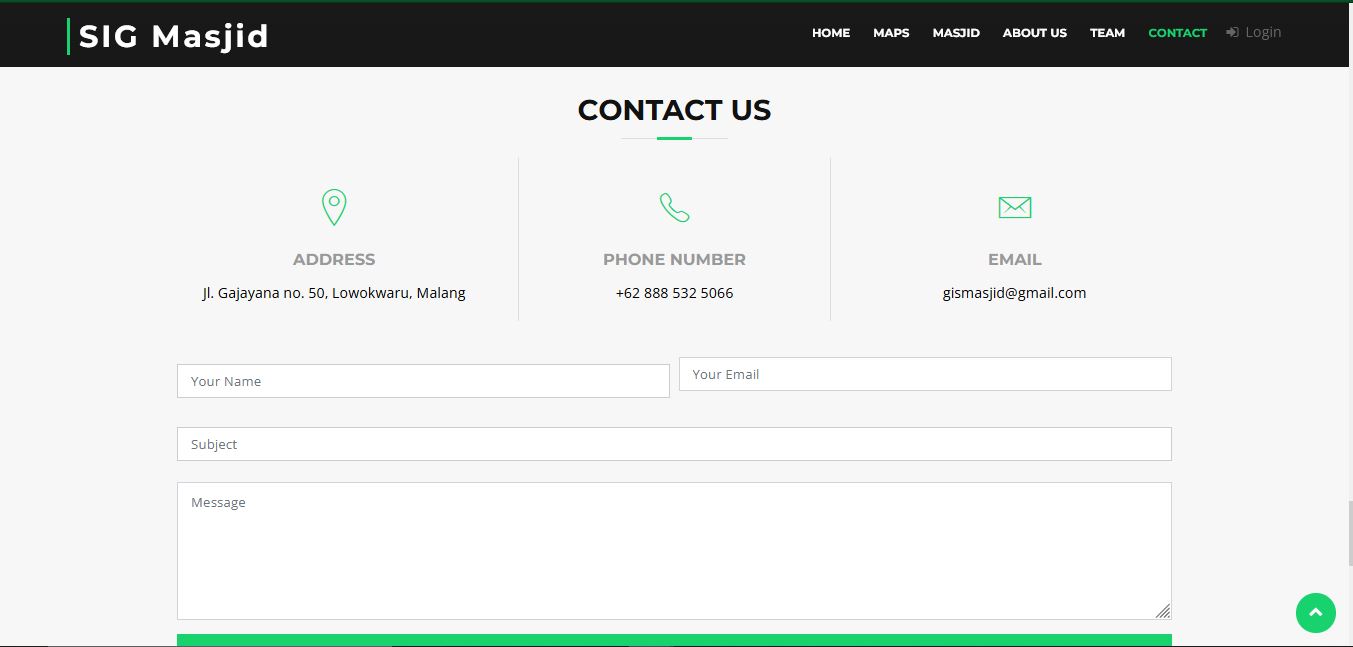 SIG Masjid
HOME MAPS MASJID ABOUT US TEAM CONTACT Login
CONTACT US
ADDRESS PHONE NUMBER EMAIL
Jl. Gajayana no. 50, Lowokwaru, Malang +62 888 532 5066 gismasjid@gmail.com
Your Name Your Email
Subject
Message